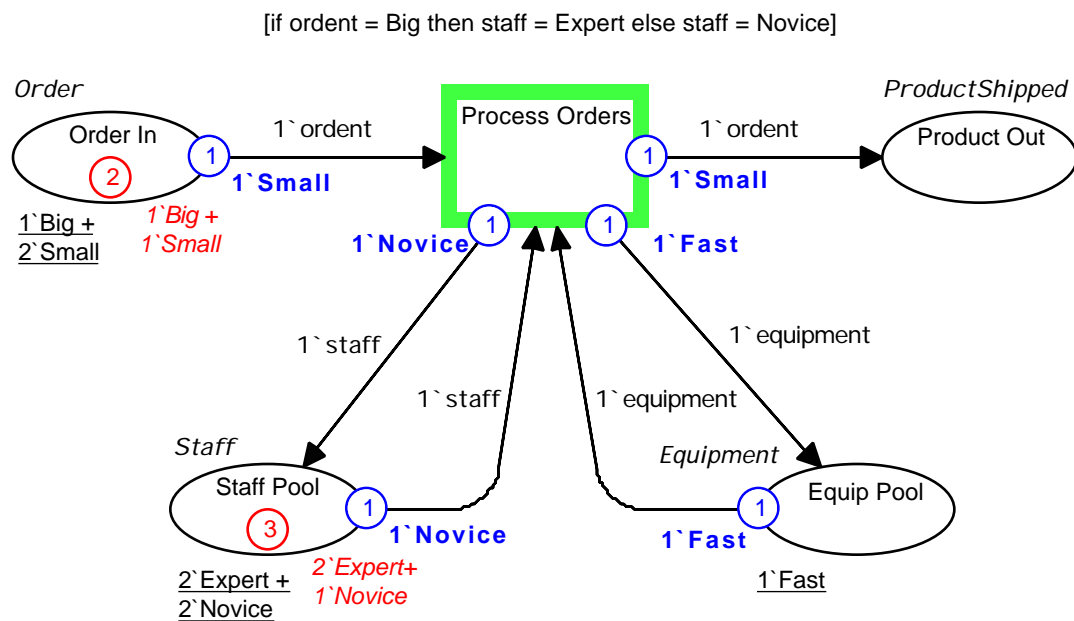 [if ordent = Big then staff = Expert else staff = Novice]
Order
ProductShipped
Order In
2
1
1`ordent
1`Small
Process Orders
1
1`ordent
1`Small
Product Out
1`Big +
2`Small
1`Big +
1`Small
1
1`Novice
1
1`Fast
1`staff
1`equipment
1`staff
1`equipment
Staff
Equipment
Staff Pool
3
1
1`Novice
1
1`Fast
Equip Pool
2`Expert +
2`Novice
2`Expert+
1`Novice
1`Fast